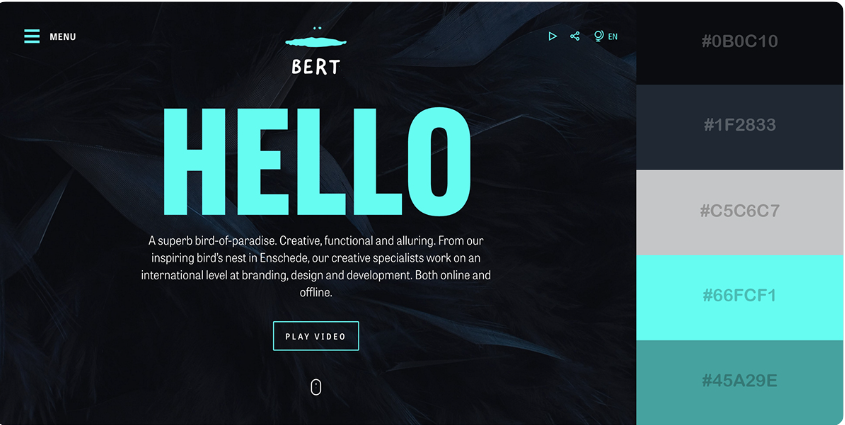 MENU
BERT
EN
HELLO
A superb bird-of-paradise. Creative, functional and alluring. From our
inspiring bird's nest in Enschede, our creative specialists work on an
international level at branding, design and development. Both online and
offline.
PLAY VIDEO
#0B0C10
#1F2833
#C5C6C7
#66FCF1
#45A29E